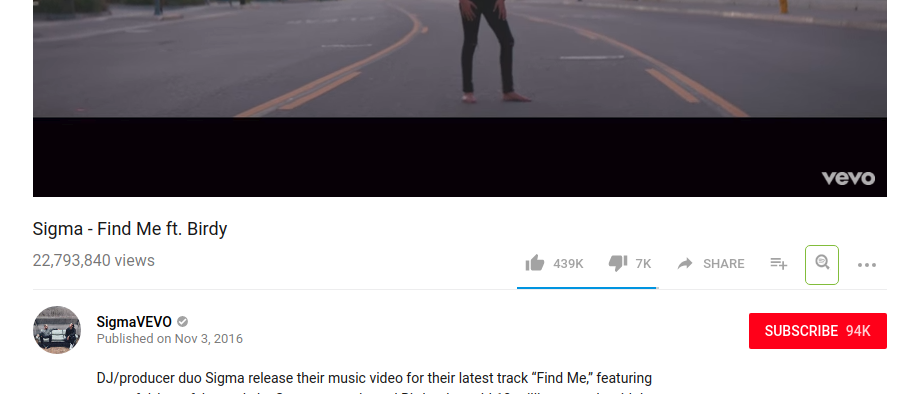 vevo
Sigma - Find Me ft. Birdy
22,793,840 views
439K 7K SHARE
SigmaVEVO
Published on Nov 3, 2016
SUBSCRIBE 94K
DJ/producer duo Sigma release their music video for their latest track “Find Me,” featuring